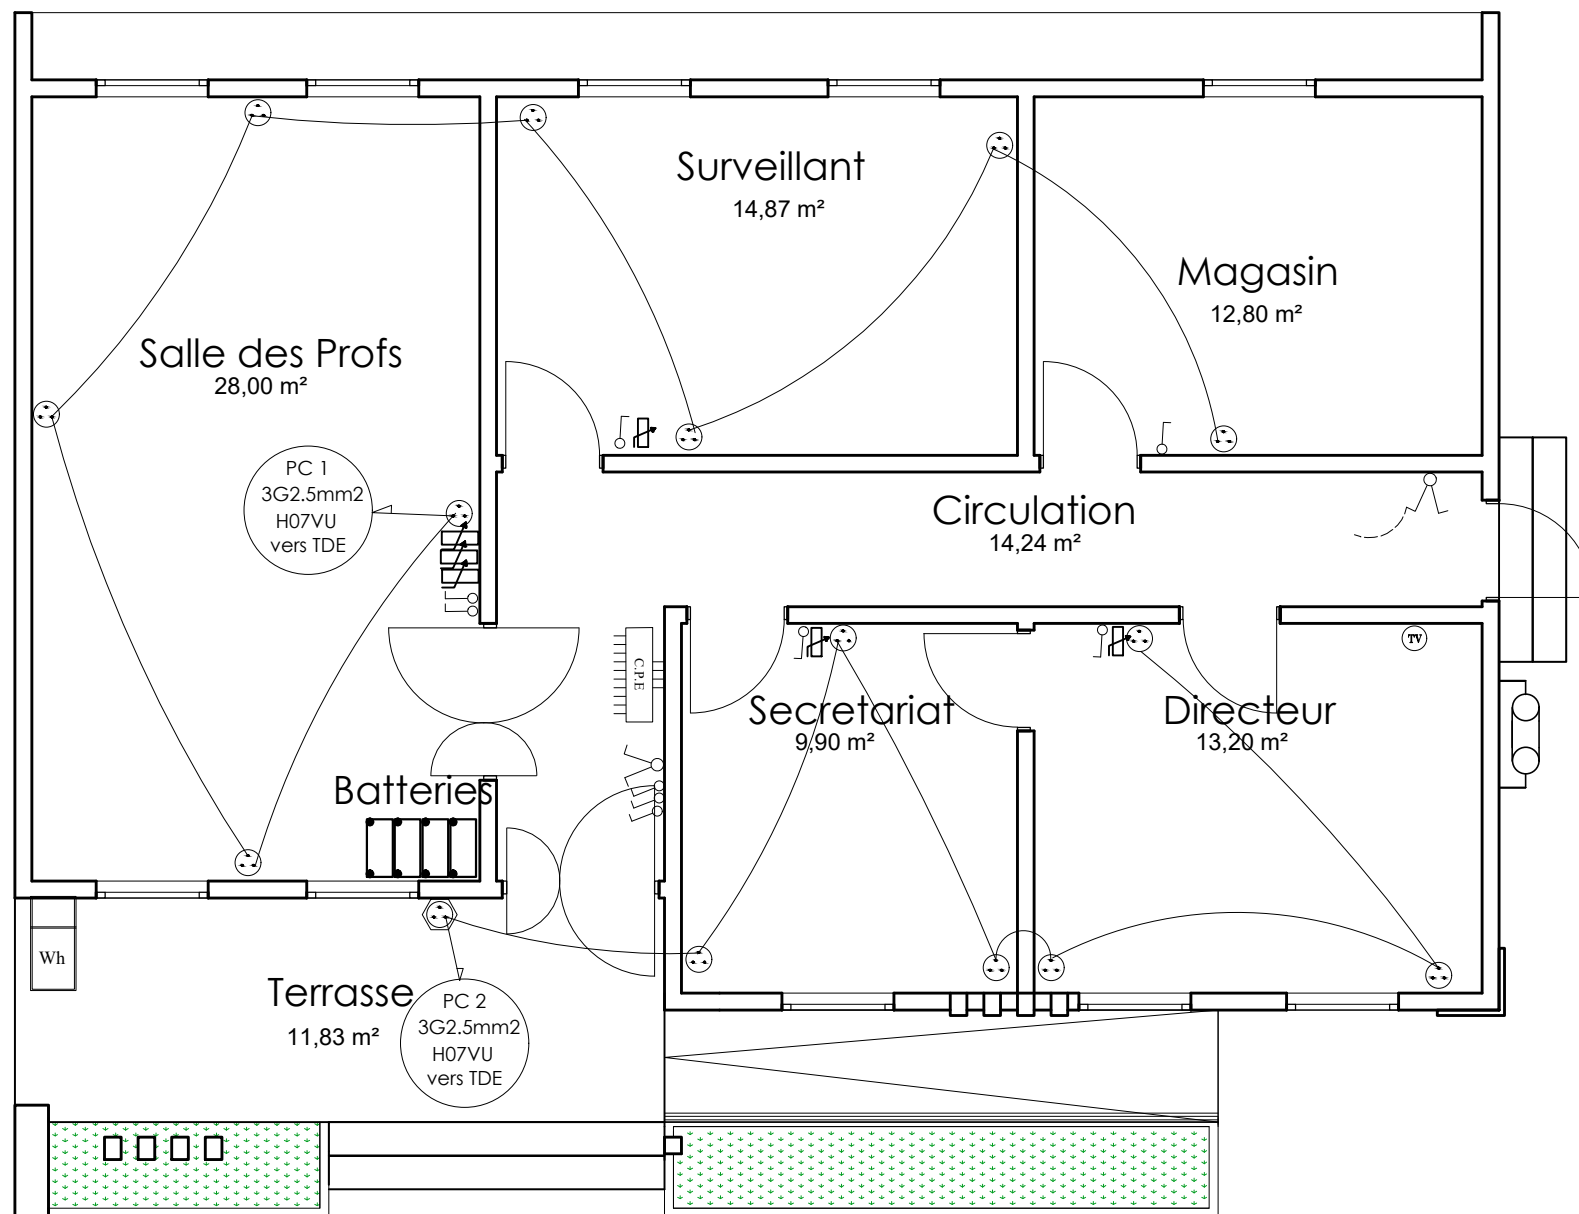 Surveillant
14,87 m²
Magasin
12,80 m²
Salle des Profs
28,00 m²
PC 1
3G2.5mm2
H07VU
vers TDE
Circulation
14,24 m²
C.P.E
TV
Secretariat
9,90 m²
Directeur
13,20 m²
Batteries
Wh
Terrasse
11,83 m²
PC 2
3G2.5mm2
H07VU
vers TDE